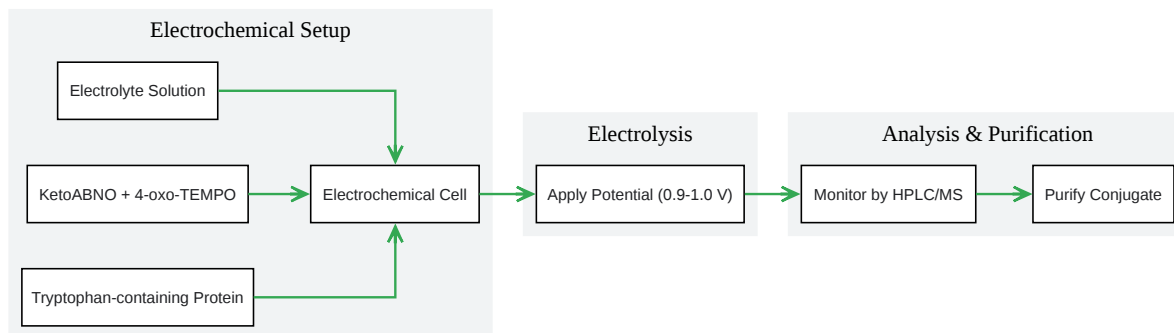 Electrochemical Setup
Electrolyte Solution
KetoABNO + 4-oxo-TEMPO
Electrochemical Cell
Tryptophan-containing Protein
Electrolysis
Apply Potential (0.9-1.0 V)
Analysis & Purification
Monitor by HPLC/MS
Purify Conjugate